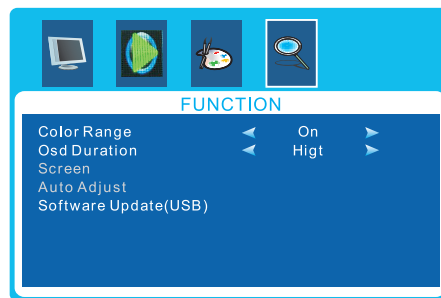 FUNCTION
Color Range On
Osd Duration Higt
Screen
Auto Adjust
Software Update(USB)